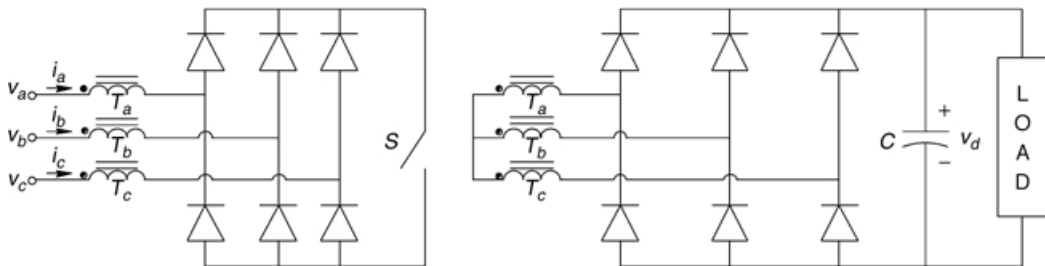 v_a
i_a
T_a
v_b
i_b
T_b
v_c
i_c
T_c
S
T_a
T_b
T_c
C
+
v_d
−
L
O
A
D